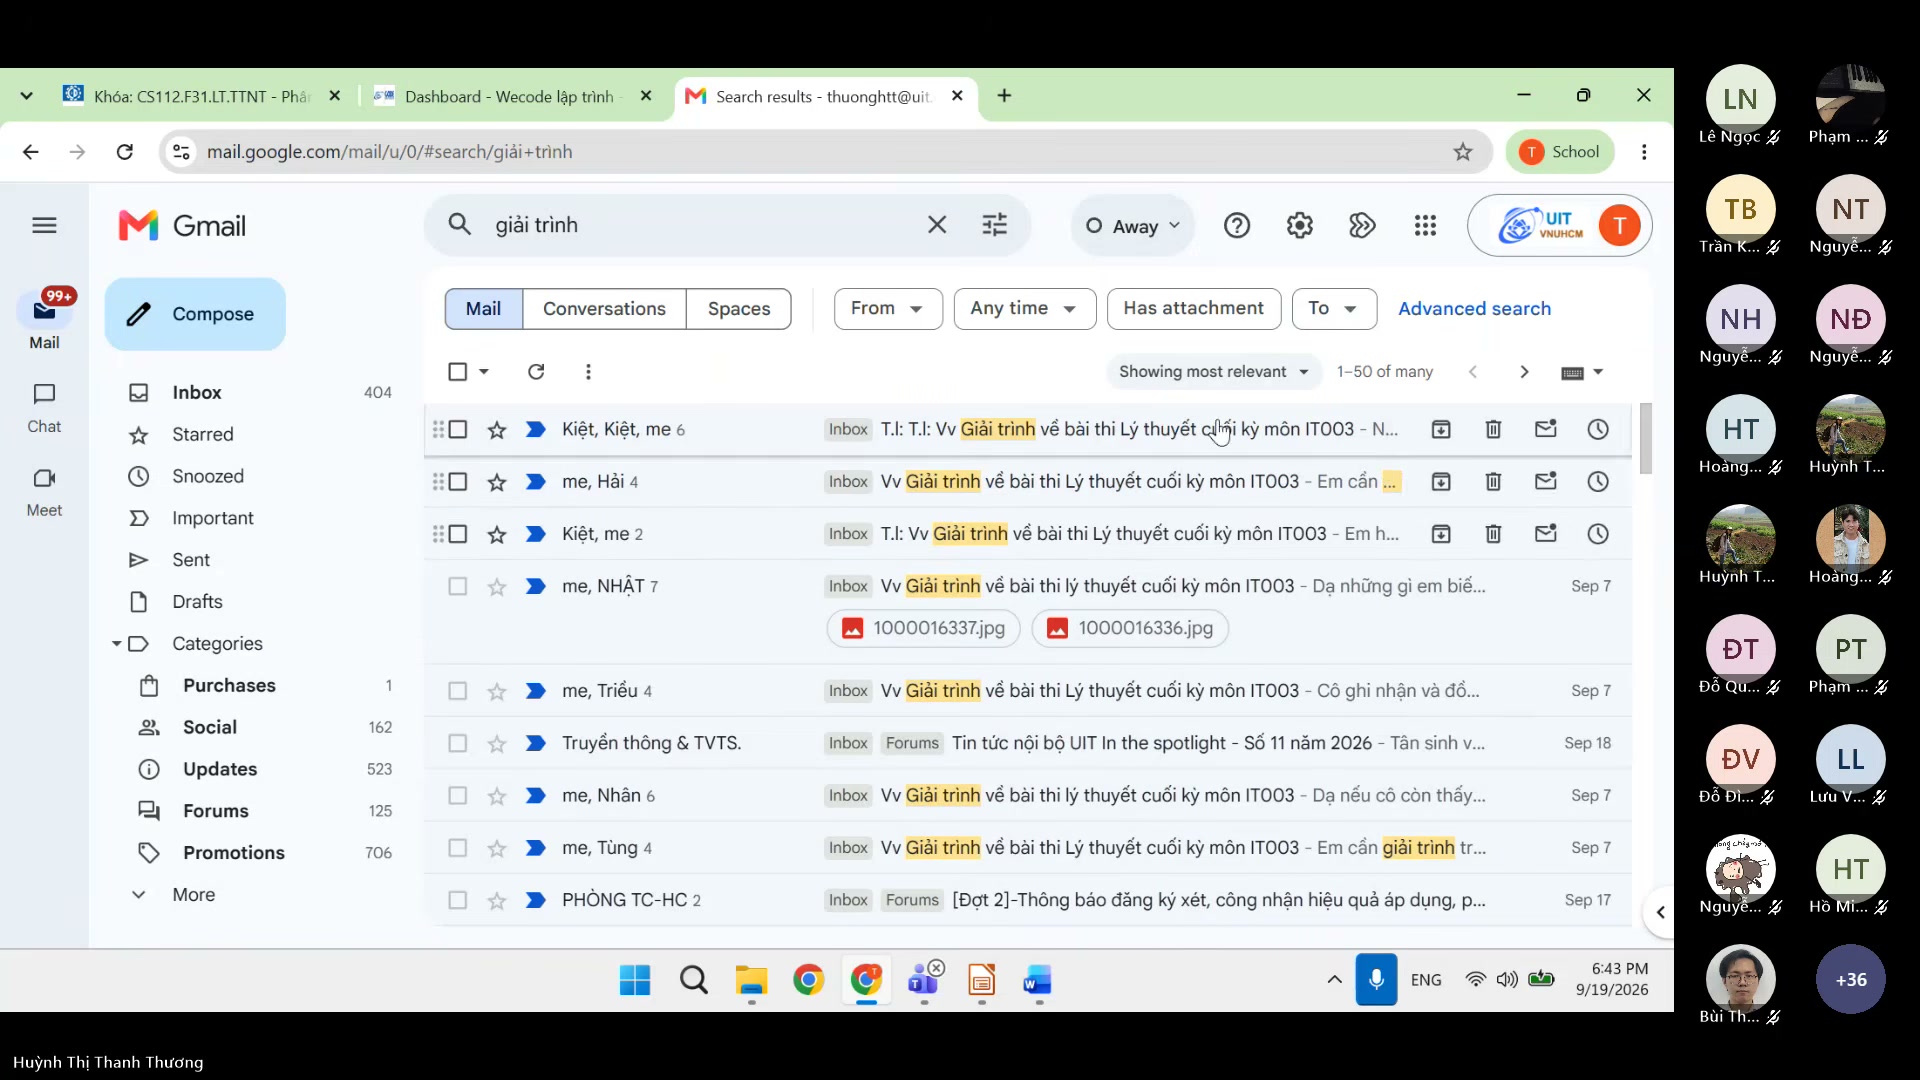 Khóa: CS112.F31.LT.TTNT - Phân
Dashboard - Wecode lập trình -
Search results - thuonghtt@uit.
mail.google.com/mail/u/0/#search/giải+trình
T School
Gmail
giải trình
Away
UIT VNUHCM
T
99+
Mail
Chat
Meet
Compose
Inbox 404
Starred
Snoozed
Important
Sent
Drafts
Categories
Purchases 1
Social 162
Updates 523
Forums 125
Promotions 706
More
Mail Conversations Spaces From Any time Has attachment To Advanced search
Showing most relevant 1–50 of many
Kiệt, Kiệt, me 6 Inbox T.l: T.l: Vv Giải trình về bài thi Lý thuyết cuối kỳ môn IT003 - N...
me, Hải 4 Inbox Vv Giải trình về bài thi Lý thuyết cuối kỳ môn IT003 - Em cần ...
Kiệt, me 2 Inbox T.l: Vv Giải trình về bài thi Lý thuyết cuối kỳ môn IT003 - Em h...
me, NHẬT 7 Inbox Vv Giải trình về bài thi lý thuyết cuối kỳ môn IT003 - Dạ những gì em biế... Sep 7
1000016337.jpg 1000016336.jpg
me, Triều 4 Inbox Vv Giải trình về bài thi Lý thuyết cuối kỳ môn IT003 - Cô ghi nhận và đồ... Sep 7
Truyền thông & TVTS. Inbox Forums Tin tức nội bộ UIT In the spotlight - Số 11 năm 2026 - Tân sinh v... Sep 18
me, Nhân 6 Inbox Vv Giải trình về bài thi lý thuyết cuối kỳ môn IT003 - Dạ nếu cô còn thấy... Sep 7
me, Tùng 4 Inbox Vv Giải trình về bài thi Lý thuyết cuối kỳ môn IT003 - Em cần giải trình tr... Sep 7
PHÒNG TC-HC 2 Inbox Forums [Đợt 2]-Thông báo đăng ký xét, công nhận hiệu quả áp dụng, p... Sep 17
ENG
6:43 PM
9/19/2026
LN
Lê Ngọc
Phạm ...
TB NT
Trần K... Nguyễ...
NH NĐ
Nguyễ... Nguyễ...
HT
Hoàng... Huỳnh T...
Huỳnh T... Hoàng...
ĐT PT
Đỗ Qu... Phạm ...
ĐV LL
Đỗ Đì... Lưu V...
HT
Nguyễ... Hồ Mi...
+36
Bùi Th...
Huỳnh Thị Thanh Thương